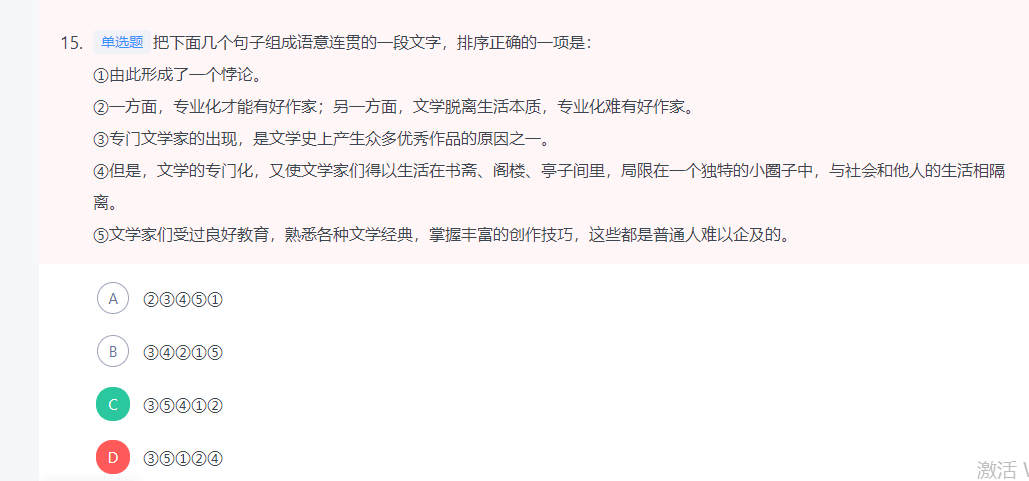 15. 单选题 把下面几个句子组成语意连贯的一段文字，排序正确的一项是：
①由此形成了一个悖论。
②一方面，专业化才能有好作家；另一方面，文学脱离生活本质，专业化难有好作家。
③专门文学家的出现，是文学史上产生众多优秀作品的原因之一。
④但是，文学的专门化，又使文学家们得以生活在书斋、阁楼、亭子间里，局限在一个独特的小圈子中，与社会和他人的生活相隔
离。
⑤文学家们受过良好教育，熟悉各种文学经典，掌握丰富的创作技巧，这些都是普通人难以企及的。
A ②③④⑤①
B ③④②①⑤
C ③⑤④①②
D ③⑤①②④
激活